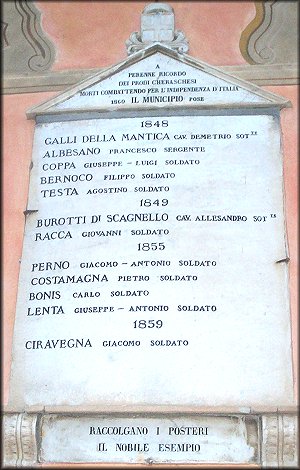 A
PERENNE RICORDO
DEI PRODI CHERASCHESI
MORTI COMBATTENDO PER L'INDIPENDENZA D'ITALIA
1860 IL MUNICIPIO POSE
1848
GALLI DELLA MANTICA CAV. DEMETRIO SOT.TE
ALBESANO FRANCESCO SERGENTE
COPPA GIUSEPPE - LUIGI SOLDATO
BERNOCO FILIPPO SOLDATO
TESTA AGOSTINO SOLDATO
1849
BUROTTI DI SCAGNELLO CAV. ALLESANDRO SOT.TE
RACCA GIOVANNI SOLDATO
1855
PERNO GIACOMO - ANTONIO SOLDATO
COSTAMAGNA PIETRO SOLDATO
BONIS CARLO SOLDATO
LENTA GIUSEPPE - ANTONIO SOLDATO
1859
CIRAVEGNA GIACOMO SOLDATO
RACCOLGANO I POSTERI
IL NOBILE ESEMPIO